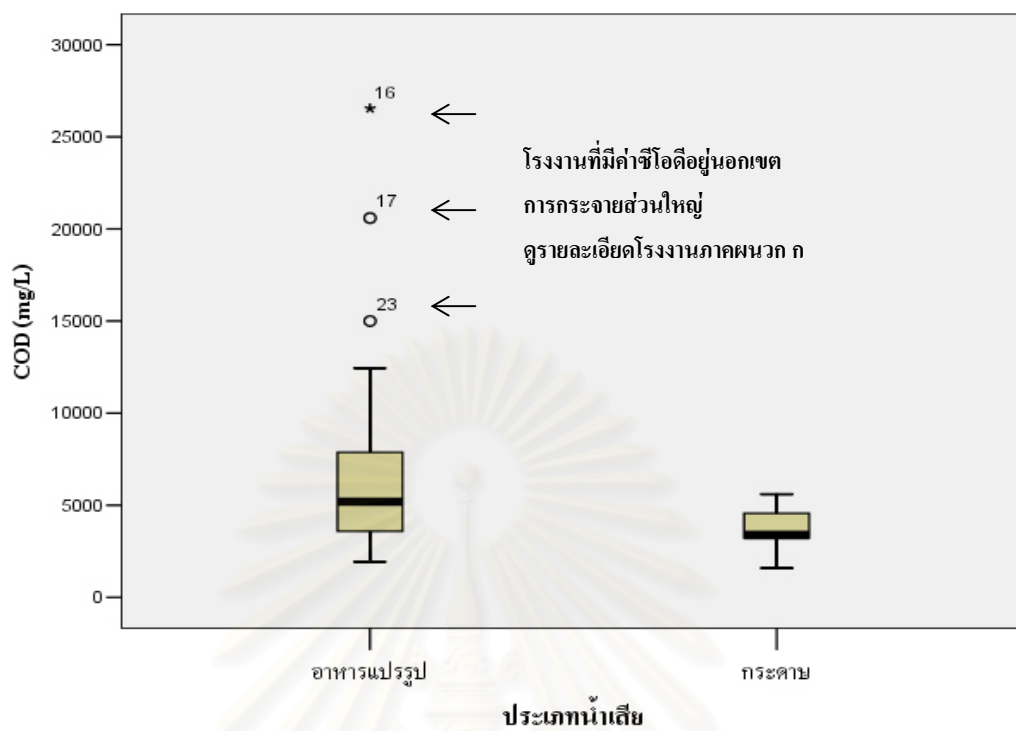 30000
25000
20000
15000
10000
5000
0
COD (mg/L)
*16
17
23
โรงงานที่มีค่าซีโอดีอยู่นอกเขต
การกระจายส่วนใหญ่
ดูรายละเอียดโรงงานภาคผนวก ก
อาหารแปรรูป
กระดาษ
ประเภทน้ำเสีย